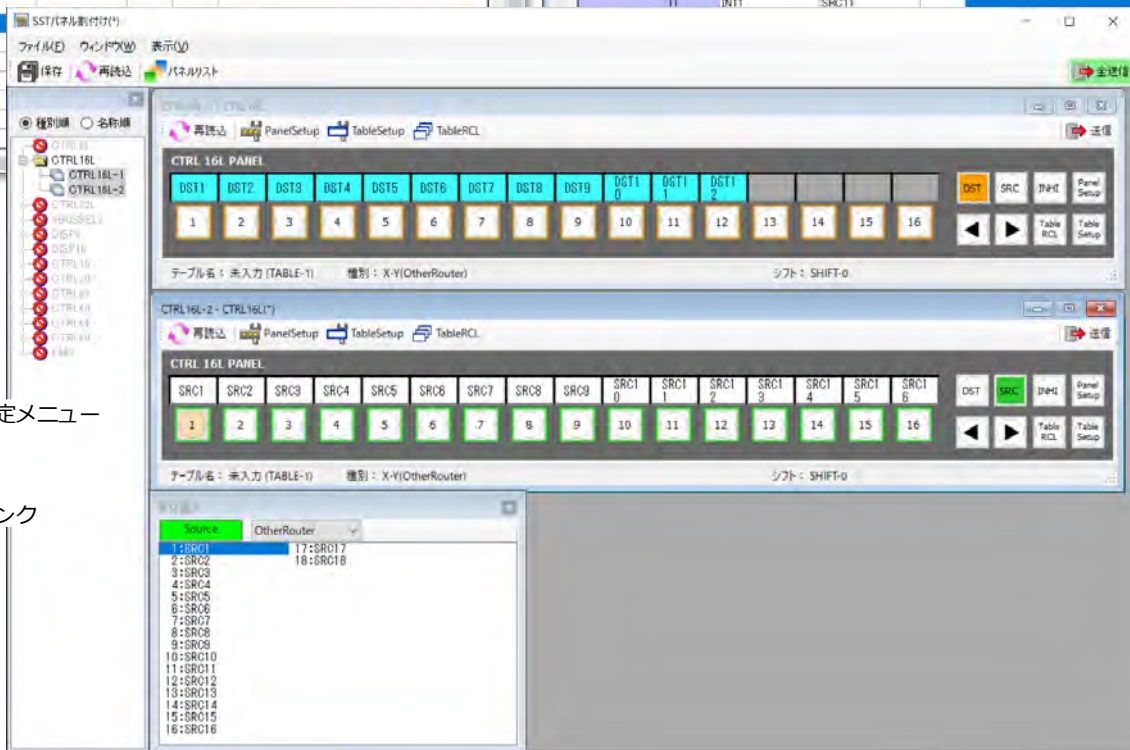 11 INT1 SRC11
SSTパネル割付け(*)
ファイル(F) ウィンドウ(W) 表示(V)
保存 再読込 パネルリスト 全送信
種別順 名称順
CTRL16L
CTRL16L-1
CTRL16L-2
DISP16
CTRL16
定メニュー
ンク
再読込 PanelSetup TableSetup TableRCL 送信
CTRL 16L PANEL
DST1 DST2 DST3 DST4 DST5 DST6 DST7 DST8 DST9 DST10 DST11 DST12
DST SRC INHI Panel Setup
1 2 3 4 5 6 7 8 9 10 11 12 13 14 15 16
◀ ▶ Table RCL Table Setup
テーブル名： 未入力 (TABLE-1) 種別： X-Y(OtherRouter) シフト： SHIFT-0
CTRL16L-2 - CTRL16L(*)
再読込 PanelSetup TableSetup TableRCL 送信
CTRL 16L PANEL
SRC1 SRC2 SRC3 SRC4 SRC5 SRC6 SRC7 SRC8 SRC9 SRC10 SRC11 SRC12 SRC13 SRC14 SRC15 SRC16
DST SRC INHI Panel Setup
1 2 3 4 5 6 7 8 9 10 11 12 13 14 15 16
◀ ▶ Table RCL Table Setup
テーブル名： 未入力 (TABLE-1) 種別： X-Y(OtherRouter) シフト： SHIFT-0
Source OtherRouter
1:SRC1 17:SRC17
2:SRC2 18:SRC18
3:SRC3
4:SRC4
5:SRC5
6:SRC6
7:SRC7
8:SRC8
9:SRC9
10:SRC10
11:SRC11
12:SRC12
13:SRC13
14:SRC14
15:SRC15
16:SRC16